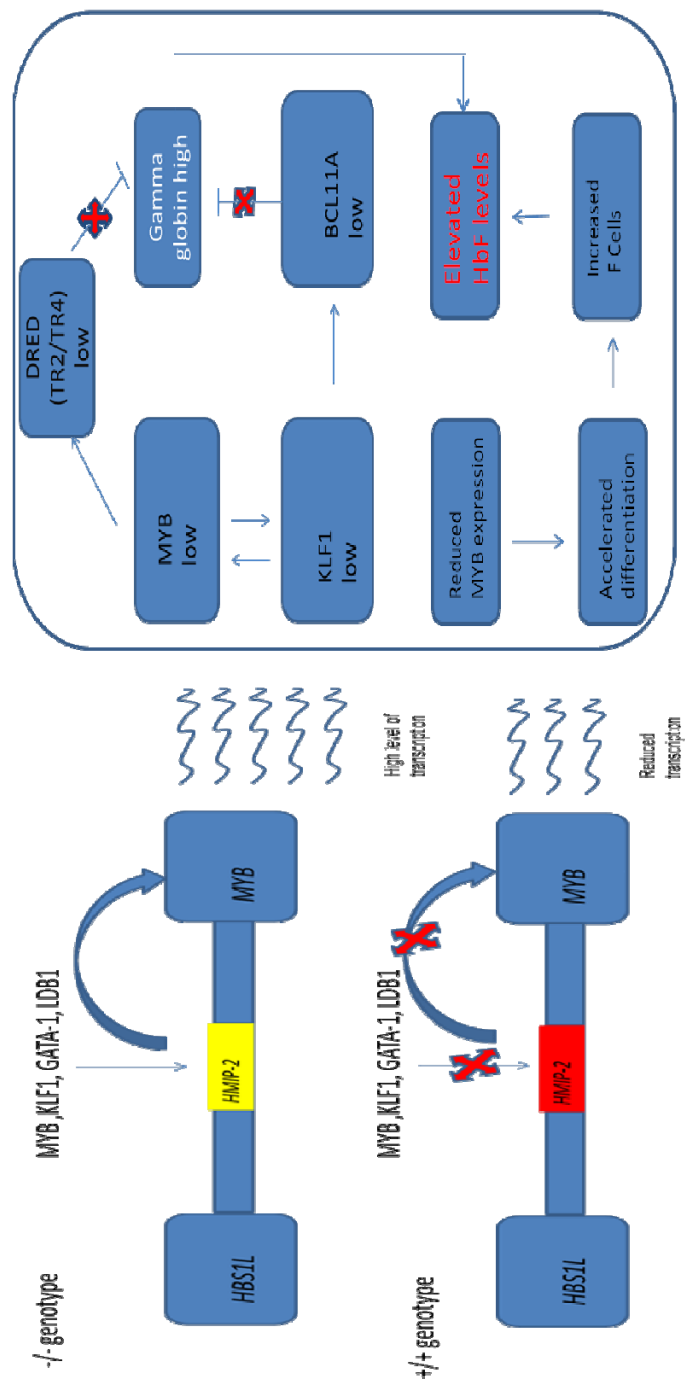 -/- genotype
MYB ,KLF1, GATA-1, LDB1
HBS1L
HMIP-2
MYB
High level of
transcription
+/+ genotype
MYB ,KLF1, GATA-1, LDB1
HBS1L
HMIP-2
MYB
Reduced
transcription
DRED
(TR2/TR4)
low
MYB
low
Gamma
globin high
KLF1
low
BCL11A
low
Reduced
MYB expression
Elevated
HbF levels
Accelerated
differentiation
Increased
F Cells